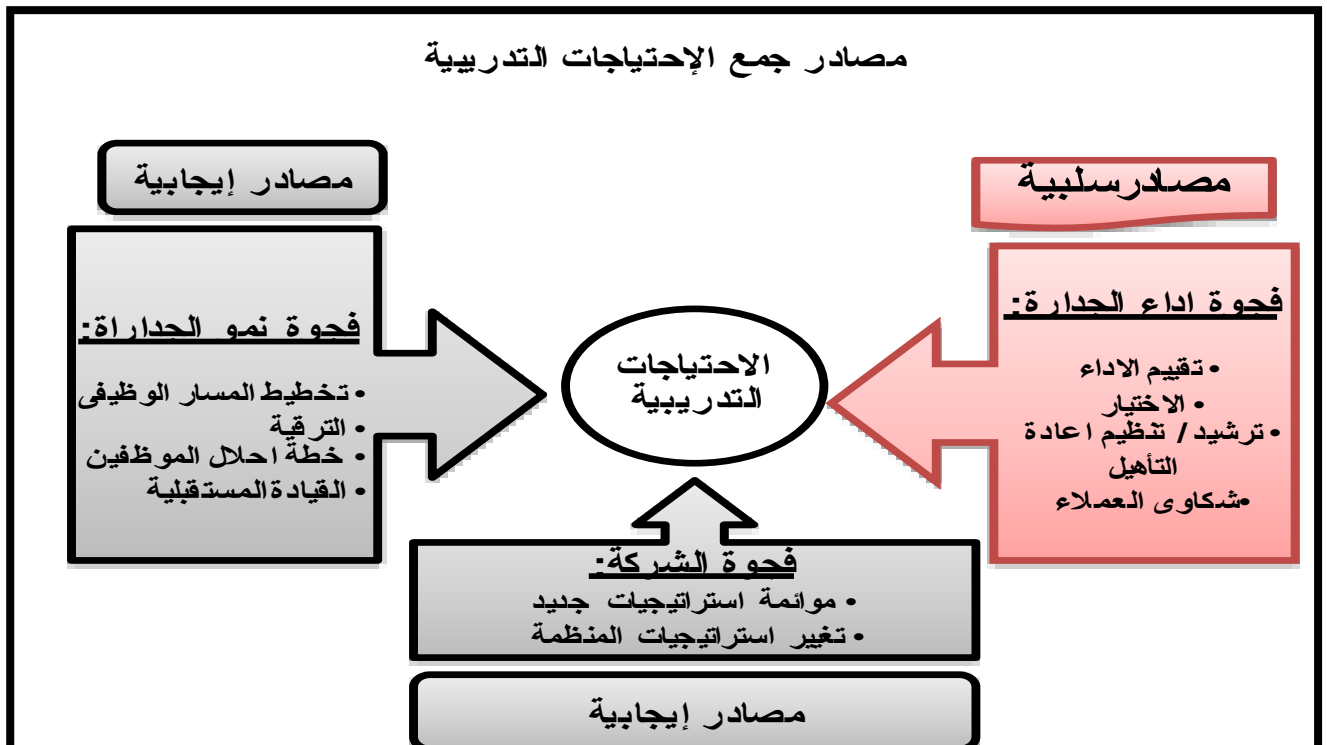 مصادر جمع الإحتياجات التدريبية
مصادرسلبية
فجوة اداء الجدارة:
• تقييم الاداء
• الاختيار
• ترشيد/ تنظيم اعادة
التأهيل
•شكاوى العملاء
مصادر إيجابية
فجوة نمو الجداراة:
• تخطيط المسار الوظيفى
• الترقية
• خطة احلال الموظفين
• القيادة المستقبلية
الاحتياجات
التدريبية
فجوة الشركة:
• موائمة استراتيجيات جديد
• تغيير استراتيجيات المنظمة
مصادر إيجابية